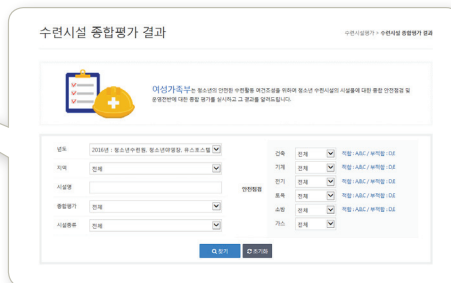 수련시설 종합평가 결과
수련시설평가 > 수련시설 종합평가 결과
여성가족부는 청소년의 안전한 수련활동 여건조성을 위하여 청소년 수련시설의 시설물에 대한 종합 안전점검 및
운영전반에 대한 종합 평가를 실시하고 그 결과를 알려드립니다.
년도 2016년 : 청소년수련원, 청소년야영장, 유스호스텔
지역 전체
시설명
종합평가 전체
시설종류 전체
안전점검
건축 전체 적합 : A,B,C / 부적합 : D,E
기계 전체 적합 : A,B,C / 부적합 : D,E
전기 전체 적합 : A,B,C / 부적합 : D,E
토목 전체 적합 : A,B,C / 부적합 : D,E
소방 전체 적합 : A,B,C / 부적합 : D,E
가스 전체
찾기 초기화